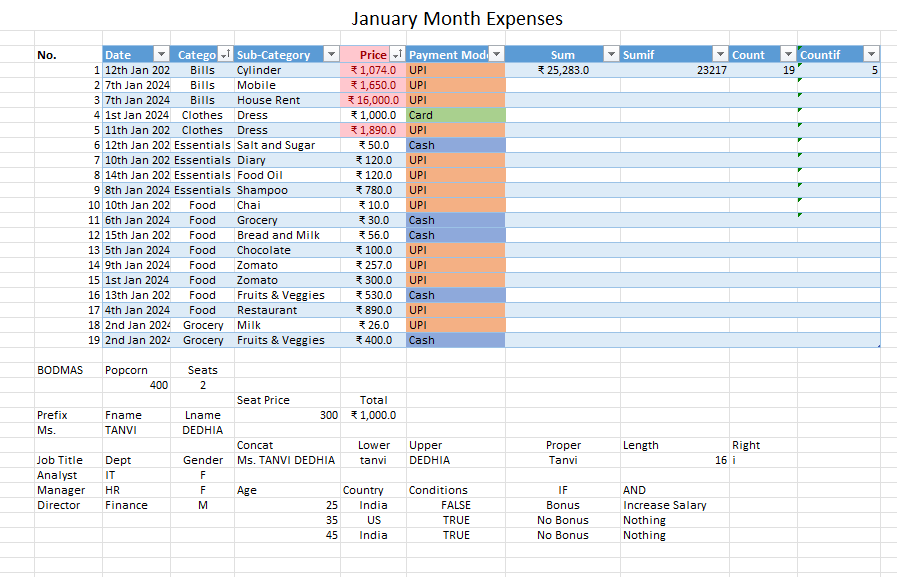 January Month Expenses
No. Date Catego Sub-Category Price Payment Mod Sum Sumif Count Countif
1 12th Jan 202 Bills Cylinder ₹ 1,074.0 UPI ₹ 25,283.0 23217 19 5
2 7th Jan 2024 Bills Mobile ₹ 1,650.0 UPI
3 7th Jan 2024 Bills House Rent ₹ 16,000.0 UPI
4 1st Jan 2024 Clothes Dress ₹ 1,000.0 Card
5 11th Jan 202 Clothes Dress ₹ 1,890.0 UPI
6 12th Jan 202 Essentials Salt and Sugar ₹ 50.0 Cash
7 10th Jan 202 Essentials Diary ₹ 120.0 UPI
8 14th Jan 202 Essentials Food Oil ₹ 120.0 UPI
9 8th Jan 2024 Essentials Shampoo ₹ 780.0 UPI
10 10th Jan 202 Food Chai ₹ 10.0 UPI
11 6th Jan 2024 Food Grocery ₹ 30.0 Cash
12 15th Jan 202 Food Bread and Milk ₹ 56.0 Cash
13 5th Jan 2024 Food Chocolate ₹ 100.0 UPI
14 9th Jan 2024 Food Zomato ₹ 257.0 UPI
15 1st Jan 2024 Food Zomato ₹ 300.0 UPI
16 13th Jan 202 Food Fruits & Veggies ₹ 530.0 Cash
17 4th Jan 2024 Food Restaurant ₹ 890.0 UPI
18 2nd Jan 2024 Grocery Milk ₹ 26.0 UPI
19 2nd Jan 2024 Grocery Fruits & Veggies ₹ 400.0 Cash
BODMAS Popcorn Seats
400 2
Seat Price Total
Prefix Fname Lname 300 ₹ 1,000.0
Ms. TANVI DEDHIA
Concat Lower Upper Proper Length Right
Job Title Dept Gender Ms. TANVI DEDHIA tanvi DEDHIA Tanvi 16 i
Analyst IT F
Manager HR F Age Country Conditions IF AND
Director Finance M 25 India FALSE Bonus Increase Salary
35 US TRUE No Bonus Nothing
45 India TRUE No Bonus Nothing